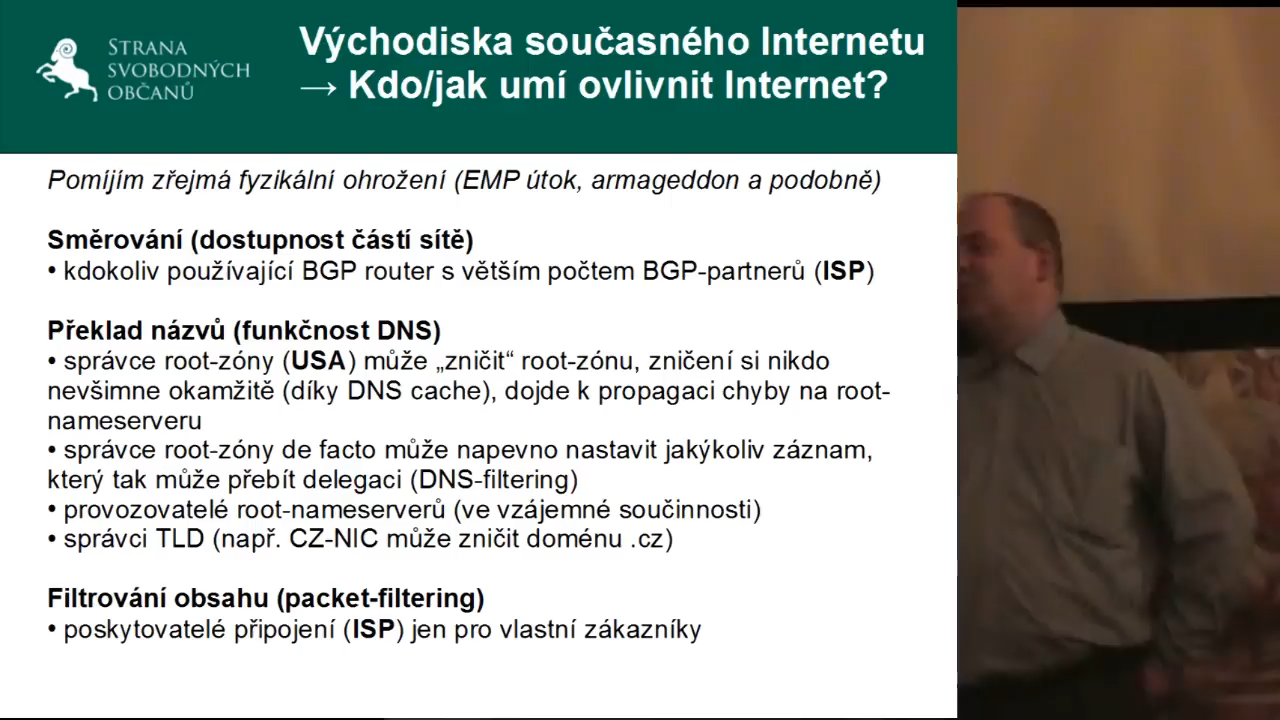 STRANA
SVOBODNÝCH
OBČANŮ
Východiska současného Internetu
→ Kdo/jak umí ovlivnit Internet?
Pomíjím zřejmá fyzikální ohrožení (EMP útok, armageddon a podobně)
Směrování (dostupnost částí sítě)
• kdokoliv používající BGP router s větším počtem BGP-partnerů (ISP)
Překlad názvů (funkčnost DNS)
• správce root-zóny (USA) může „zničit“ root-zónu, zničení si nikdo
nevšimne okamžitě (díky DNS cache), dojde k propagaci chyby na root-
nameserveru
• správce root-zóny de facto může napevno nastavit jakýkoliv záznam,
který tak může přebít delegaci (DNS-filtering)
• provozovatelé root-nameserverů (ve vzájemné součinnosti)
• správci TLD (např. CZ-NIC může zničit doménu .cz)
Filtrování obsahu (packet-filtering)
• poskytovatelé připojení (ISP) jen pro vlastní zákazníky